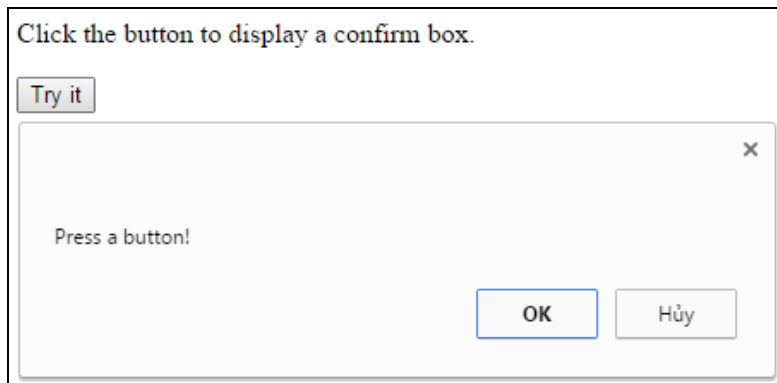 Click the button to display a confirm box.
Try it
×
Press a button!
OK
Hủy